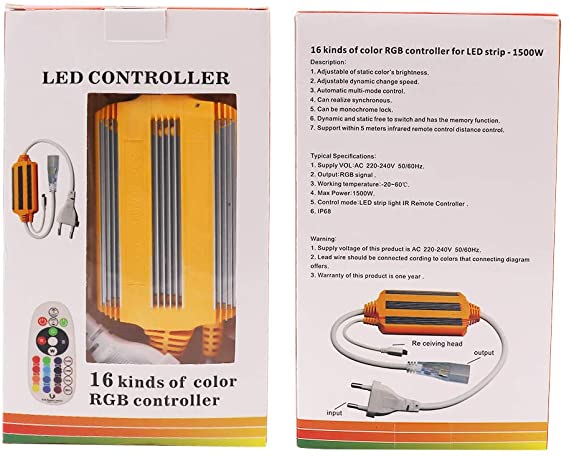 LED CONTROLLER
16 kinds of color
RGB controller
16 kinds of color RGB controller for LED strip - 1500W
Description:
1. Adjustable of static color's brightness.
2. Adjustable dynamic change speed.
3. Automatic multi-mode control.
4. Can realize synchronous.
5. Can be monochrome lock.
6. Dynamic and static free to switch and has the memory function.
7. Support within 5 meters infrared remote control distance control.
Typical Specifications:
1. Supply VOL:AC 220-240V 50/60Hz.
2. Output:RGB signal .
3. Working temperature:-20~60℃.
4. Max Power:1500W.
5. Control mode:LED strip light IR Remote Controller .
6. IP68
Warning:
1. Supply voltage of this product is AC 220-240V 50/60Hz.
2. Lead wire should be connected cording to colors that connecting diagram
offers.
3. Warranty of this product is one year .
Re ceiving head
output
input